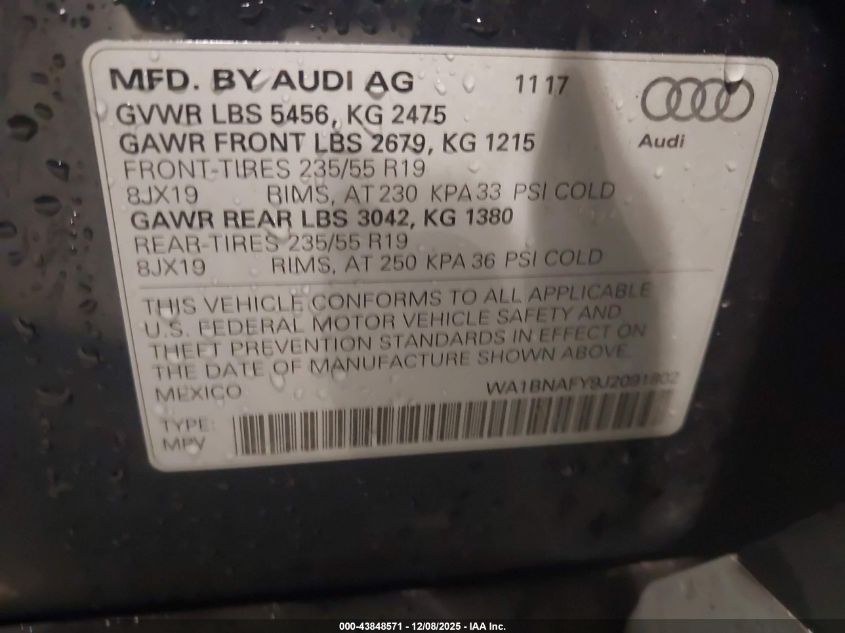 MFD. BY AUDI AG 11 17
GVWR LBS 5456, KG 2475
GAWR FRONT LBS 2679, KG 1215
Audi
FRONT-TIRES 235/55 R19
8JX19 RIMS, AT 230 KPA 33 PSI COLD
GAWR REAR LBS 3042, KG 1380
REAR-TIRES 235/55 R19
8JX19 RIMS, AT 250 KPA 36 PSI COLD
THIS VEHICLE CONFORMS TO ALL APPLICABLE
U.S. FEDERAL MOTOR VEHICLE SAFETY AND
THEFT PREVENTION STANDARDS IN EFFECT ON
THE DATE OF MANUFACTURE SHOWN ABOVE.
MEXICO WA1BNAFY9J2091802
TYPE:
MPV
000-43848571 - 12/08/2025 - IAA Inc.